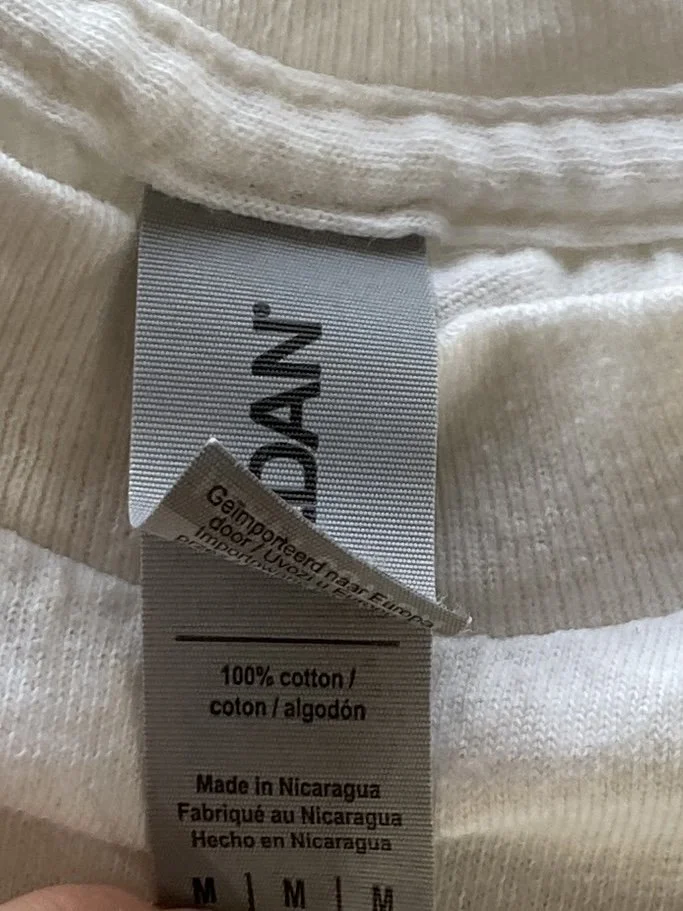 DAN®
Geïmporteerd naar Europa
door / Uvozi u
100% cotton /
coton / algodón
Made in Nicaragua
Fabriqué au Nicaragua
Hecho en Nicaragua
M | M | M